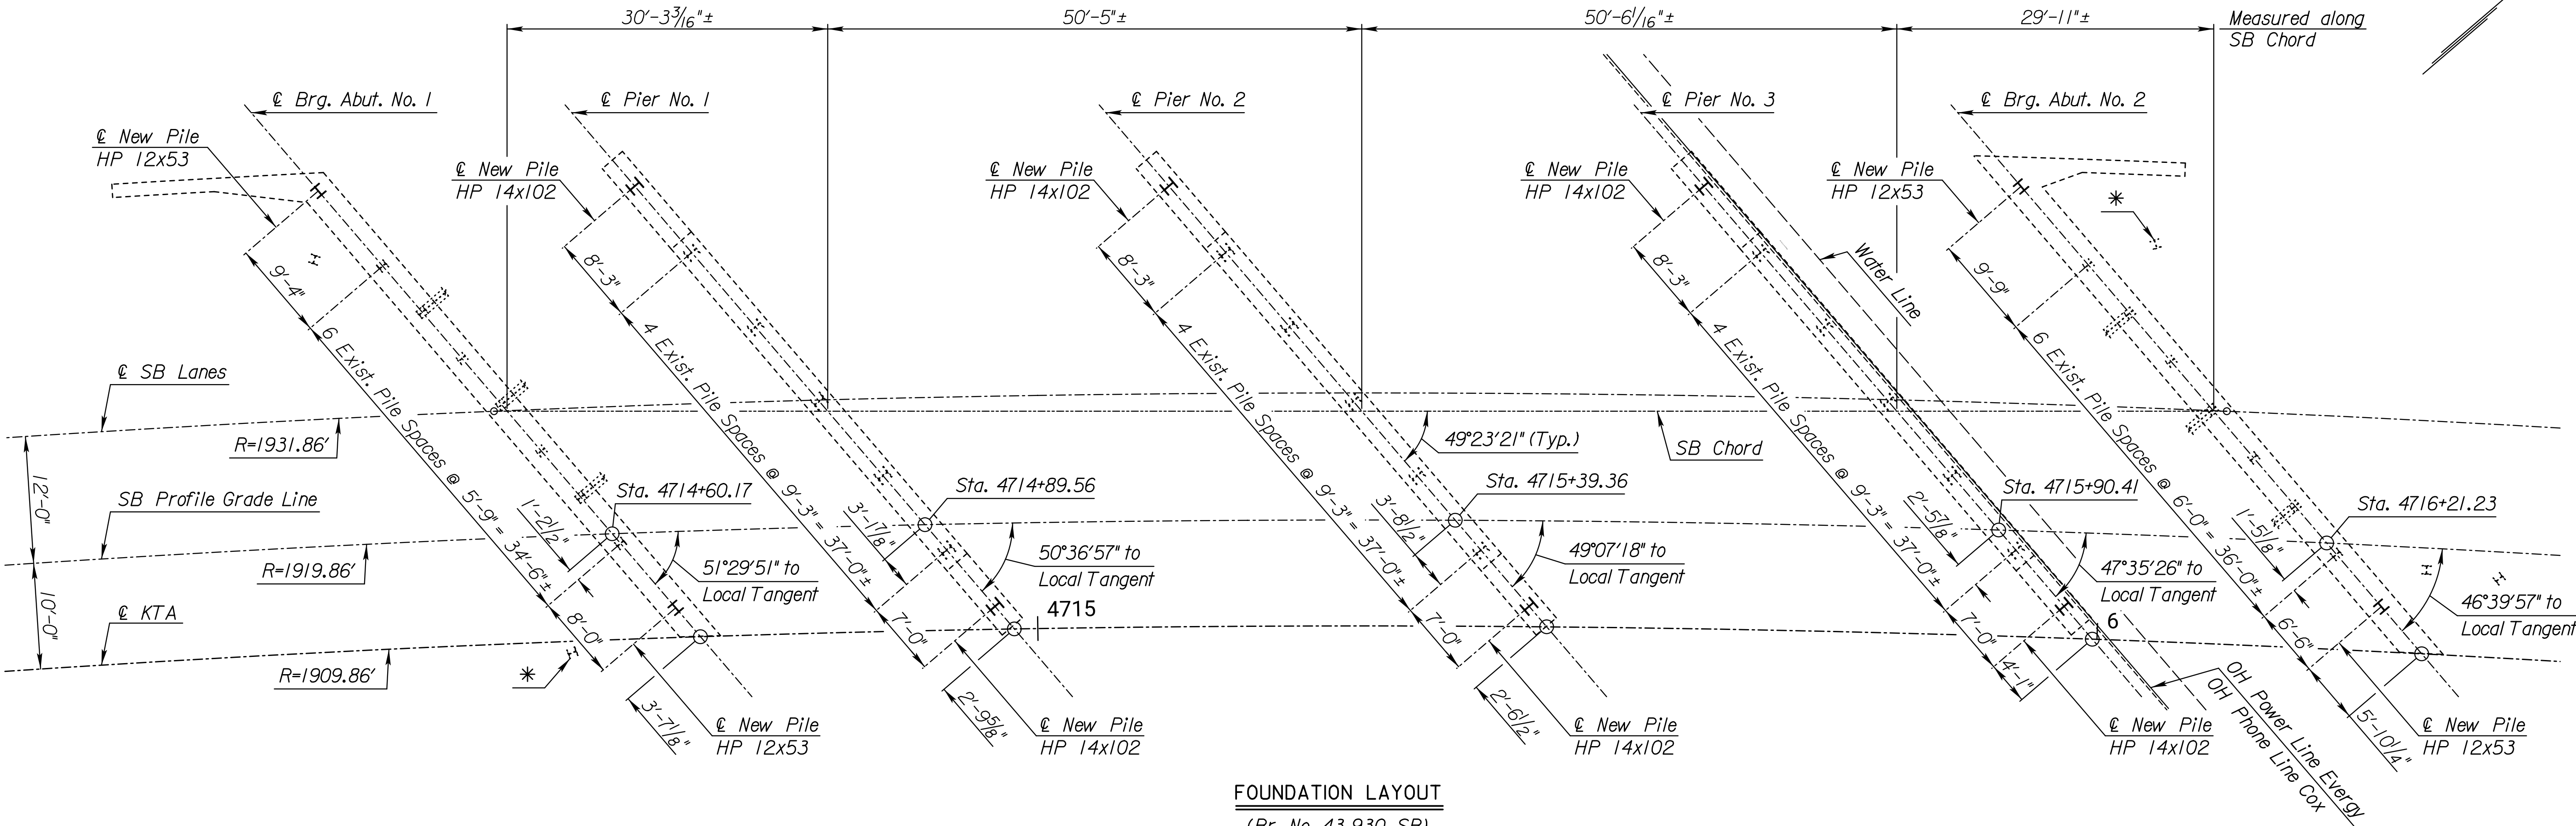 30'-3 3/16"±
50'-5"±
50'-6 1/16"±
29'-11"±
Measured along
SB Chord
℄ Brg. Abut. No. 1
℄ Pier No. 1
℄ Pier No. 2
℄ Pier No. 3
℄ Brg. Abut. No. 2
℄ New Pile
HP 12x53
℄ New Pile
HP 14x102
℄ New Pile
HP 14x102
℄ New Pile
HP 14x102
℄ New Pile
HP 12x53
*
9'-4"
8'-3"
8'-3"
8'-3"
9'-9"
Water Line
6 Exist. Pile Spaces @ 5'-9" = 34'-6"±
4 Exist. Pile Spaces @ 9'-3" = 37'-0"±
4 Exist. Pile Spaces @ 9'-3" = 37'-0"±
4 Exist. Pile Spaces @ 9'-3" = 37'-0"±
6 Exist. Pile Spaces @ 6'-0" = 36'-0"±
℄ SB Lanes
R=1931.86'
49°23'21" (Typ.)
SB Chord
12'-0"
SB Profile Grade Line
R=1919.86'
1'-2 1/2"
Sta. 4714+60.17
3'-1 7/8"
Sta. 4714+89.56
3'-8 1/2"
Sta. 4715+39.36
2'-5 7/8"
Sta. 4715+90.41
1'-5 1/8"
Sta. 4716+21.23
51°29'51" to
Local Tangent
50°36'57" to
Local Tangent
49°07'18" to
Local Tangent
47°35'26" to
Local Tangent
46°39'57" to
Local Tangent
10'-0"
℄ KTA
R=1909.86'
4715
6
*
8'-0"
7'-0"
7'-0"
7'-0"
6'-6"
3'-7 1/8"
2'-9 5/8"
2'-6 1/2"
4'-1"
5'-10 1/4"
℄ New Pile
HP 12x53
℄ New Pile
HP 14x102
℄ New Pile
HP 14x102
℄ New Pile
HP 14x102
℄ New Pile
HP 12x53
OH Power Line Evergy
OH Phone Line Cox
FOUNDATION LAYOUT
(Br. No. 43.930 SB)